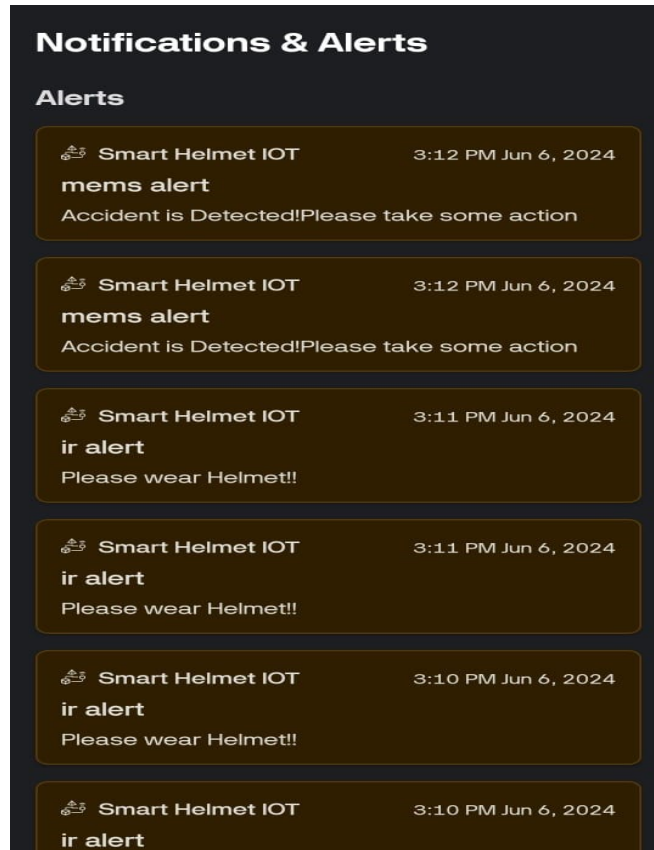 Notifications & Alerts
Alerts
Smart Helmet IOT 3:12 PM Jun 6, 2024
mems alert
Accident is Detected!Please take some action
Smart Helmet IOT 3:12 PM Jun 6, 2024
mems alert
Accident is Detected!Please take some action
Smart Helmet IOT 3:11 PM Jun 6, 2024
ir alert
Please wear Helmet!!
Smart Helmet IOT 3:11 PM Jun 6, 2024
ir alert
Please wear Helmet!!
Smart Helmet IOT 3:10 PM Jun 6, 2024
ir alert
Please wear Helmet!!
Smart Helmet IOT 3:10 PM Jun 6, 2024
ir alert